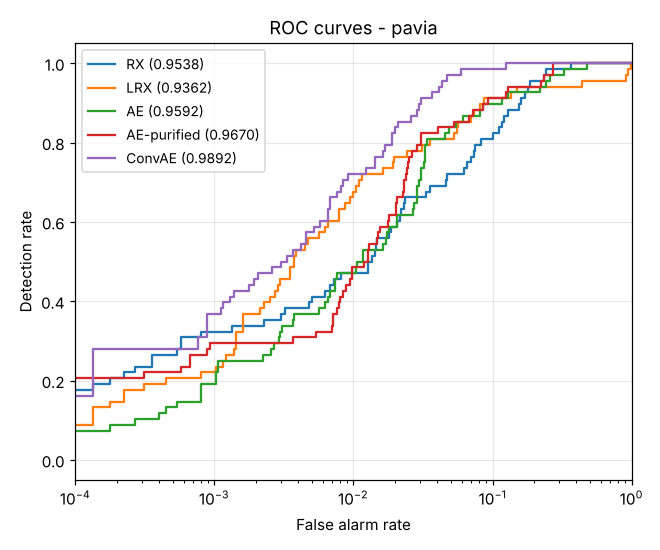 ROC curves - pavia
RX (0.9538)
LRX (0.9362)
AE (0.9592)
AE-purified (0.9670)
ConvAE (0.9892)
1.0
0.8
0.6
0.4
0.2
0.0
Detection rate
10⁻⁴ 10⁻³ 10⁻² 10⁻¹ 10⁰
False alarm rate